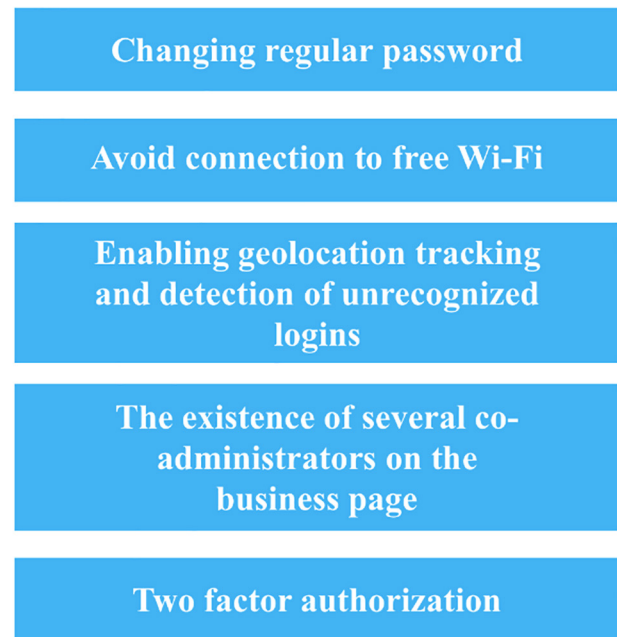 Changing regular password
Avoid connection to free Wi-Fi
Enabling geolocation tracking
and detection of unrecognized
logins
The existence of several co-
administrators on the
business page
Two factor authorization